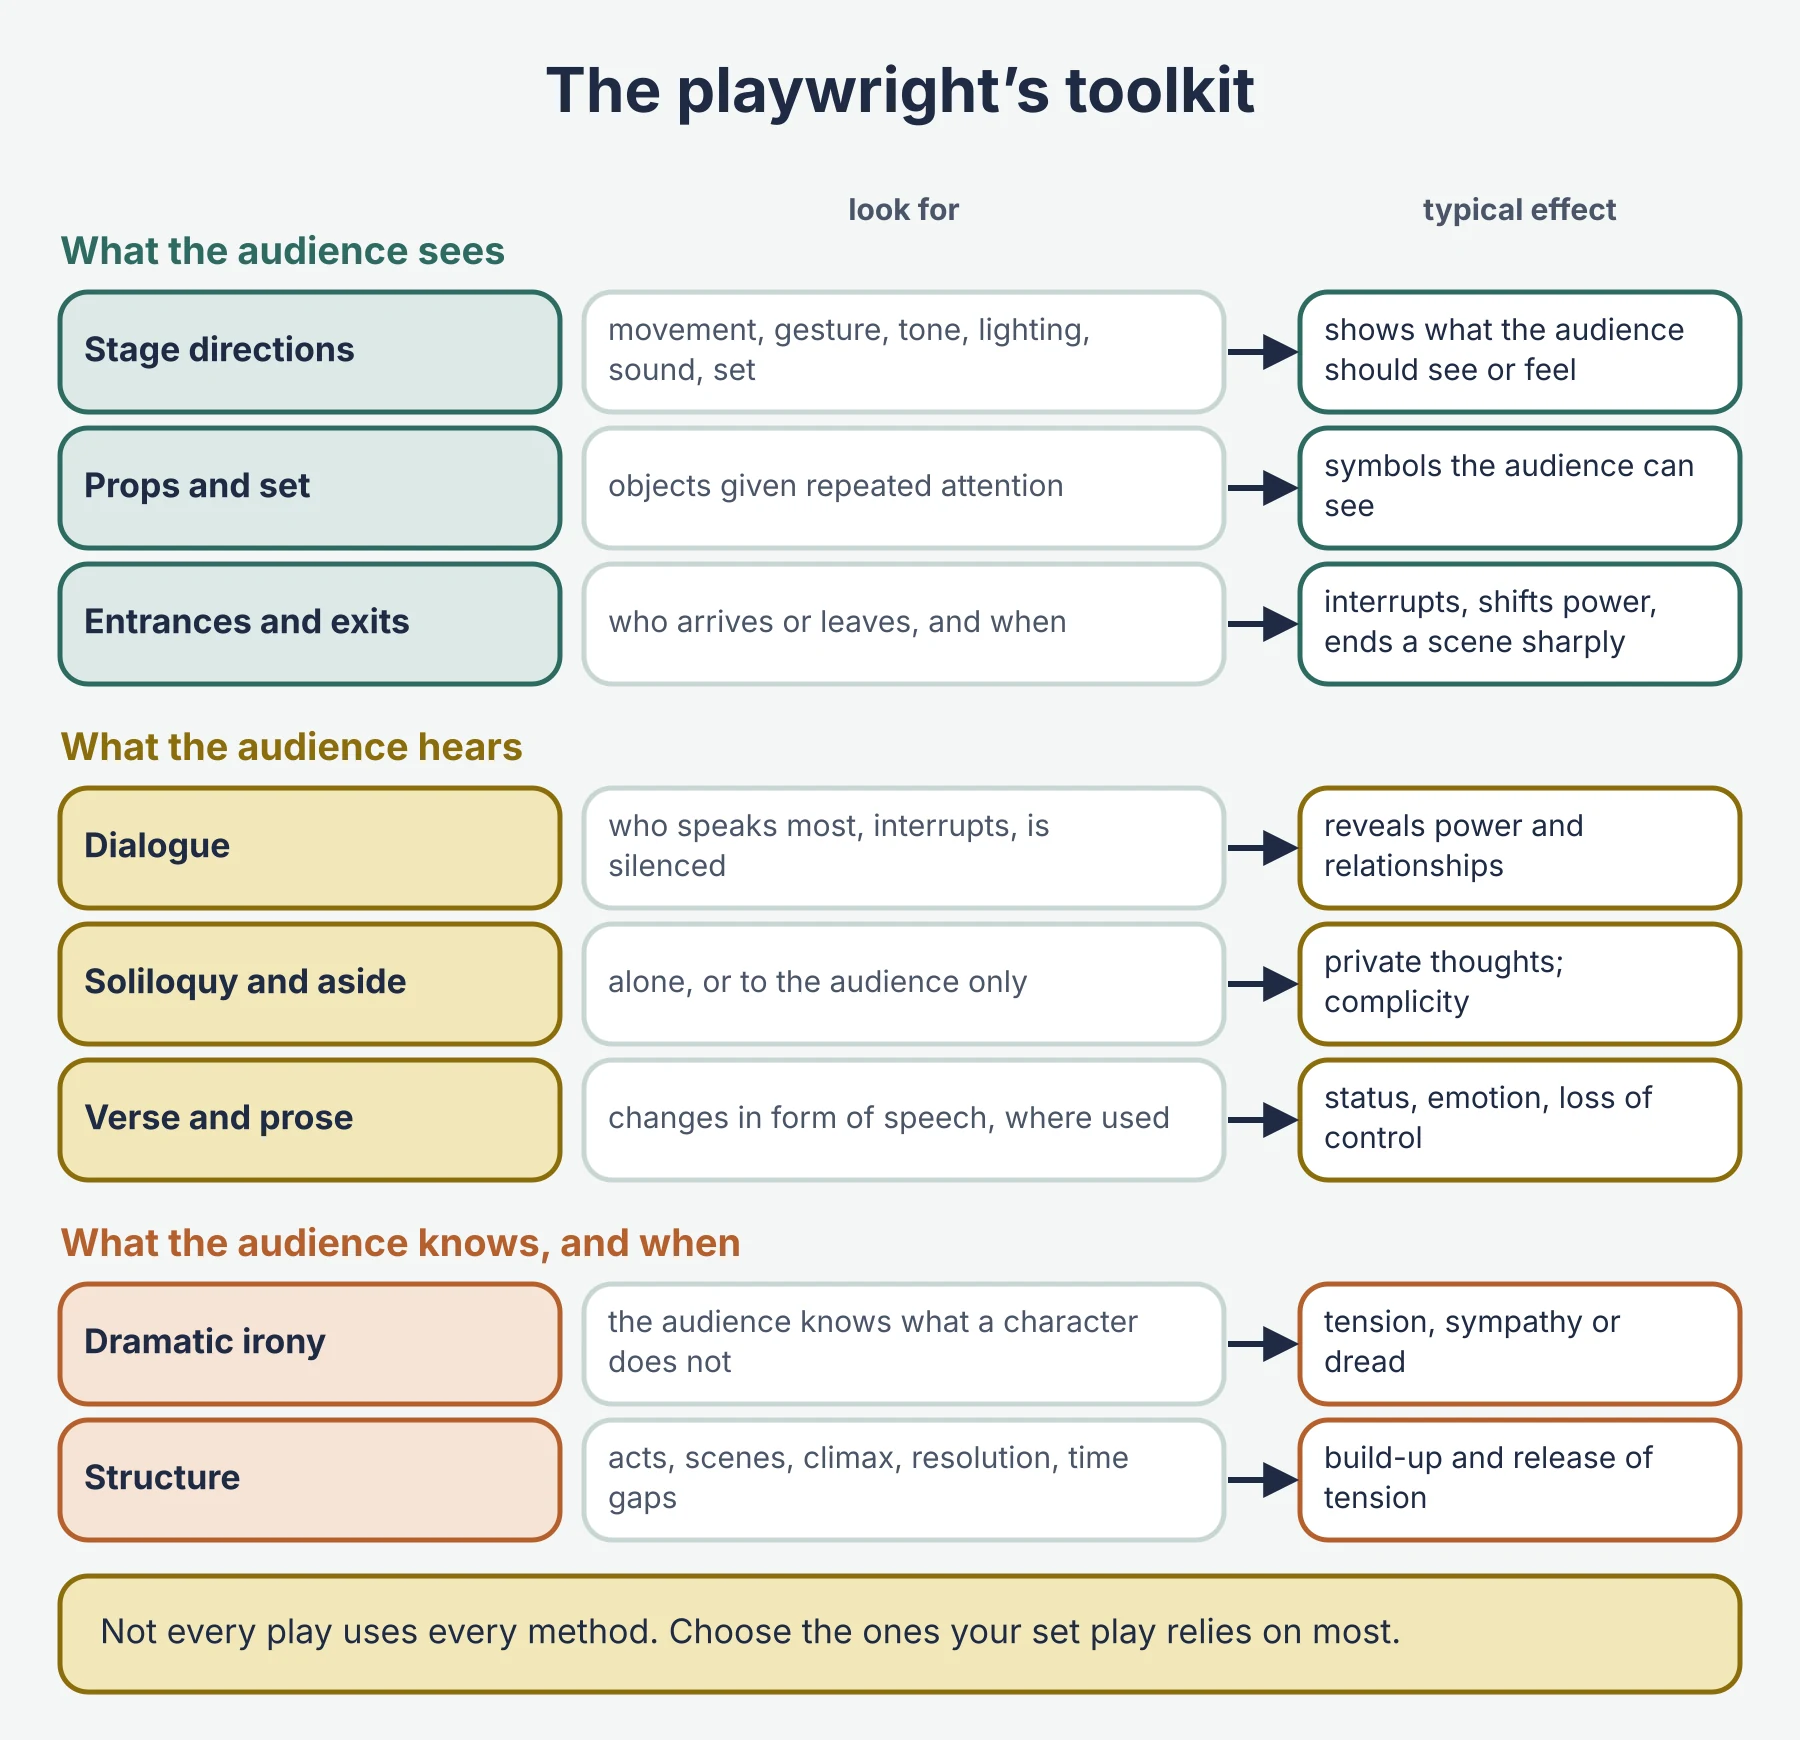 The playwright’s toolkit
look for
typical effect
What the audience sees
Stage directions
movement, gesture, tone, lighting,
sound, set
shows what the audience
should see or feel
Props and set
objects given repeated attention
symbols the audience can
see
Entrances and exits
who arrives or leaves, and when
interrupts, shifts power,
ends a scene sharply
What the audience hears
Dialogue
who speaks most, interrupts, is
silenced
reveals power and
relationships
Soliloquy and aside
alone, or to the audience only
private thoughts;
complicity
Verse and prose
changes in form of speech, where used
status, emotion, loss of
control
What the audience knows, and when
Dramatic irony
the audience knows what a character
does not
tension, sympathy or
dread
Structure
acts, scenes, climax, resolution, time
gaps
build-up and release of
tension
Not every play uses every method. Choose the ones your set play relies on most.